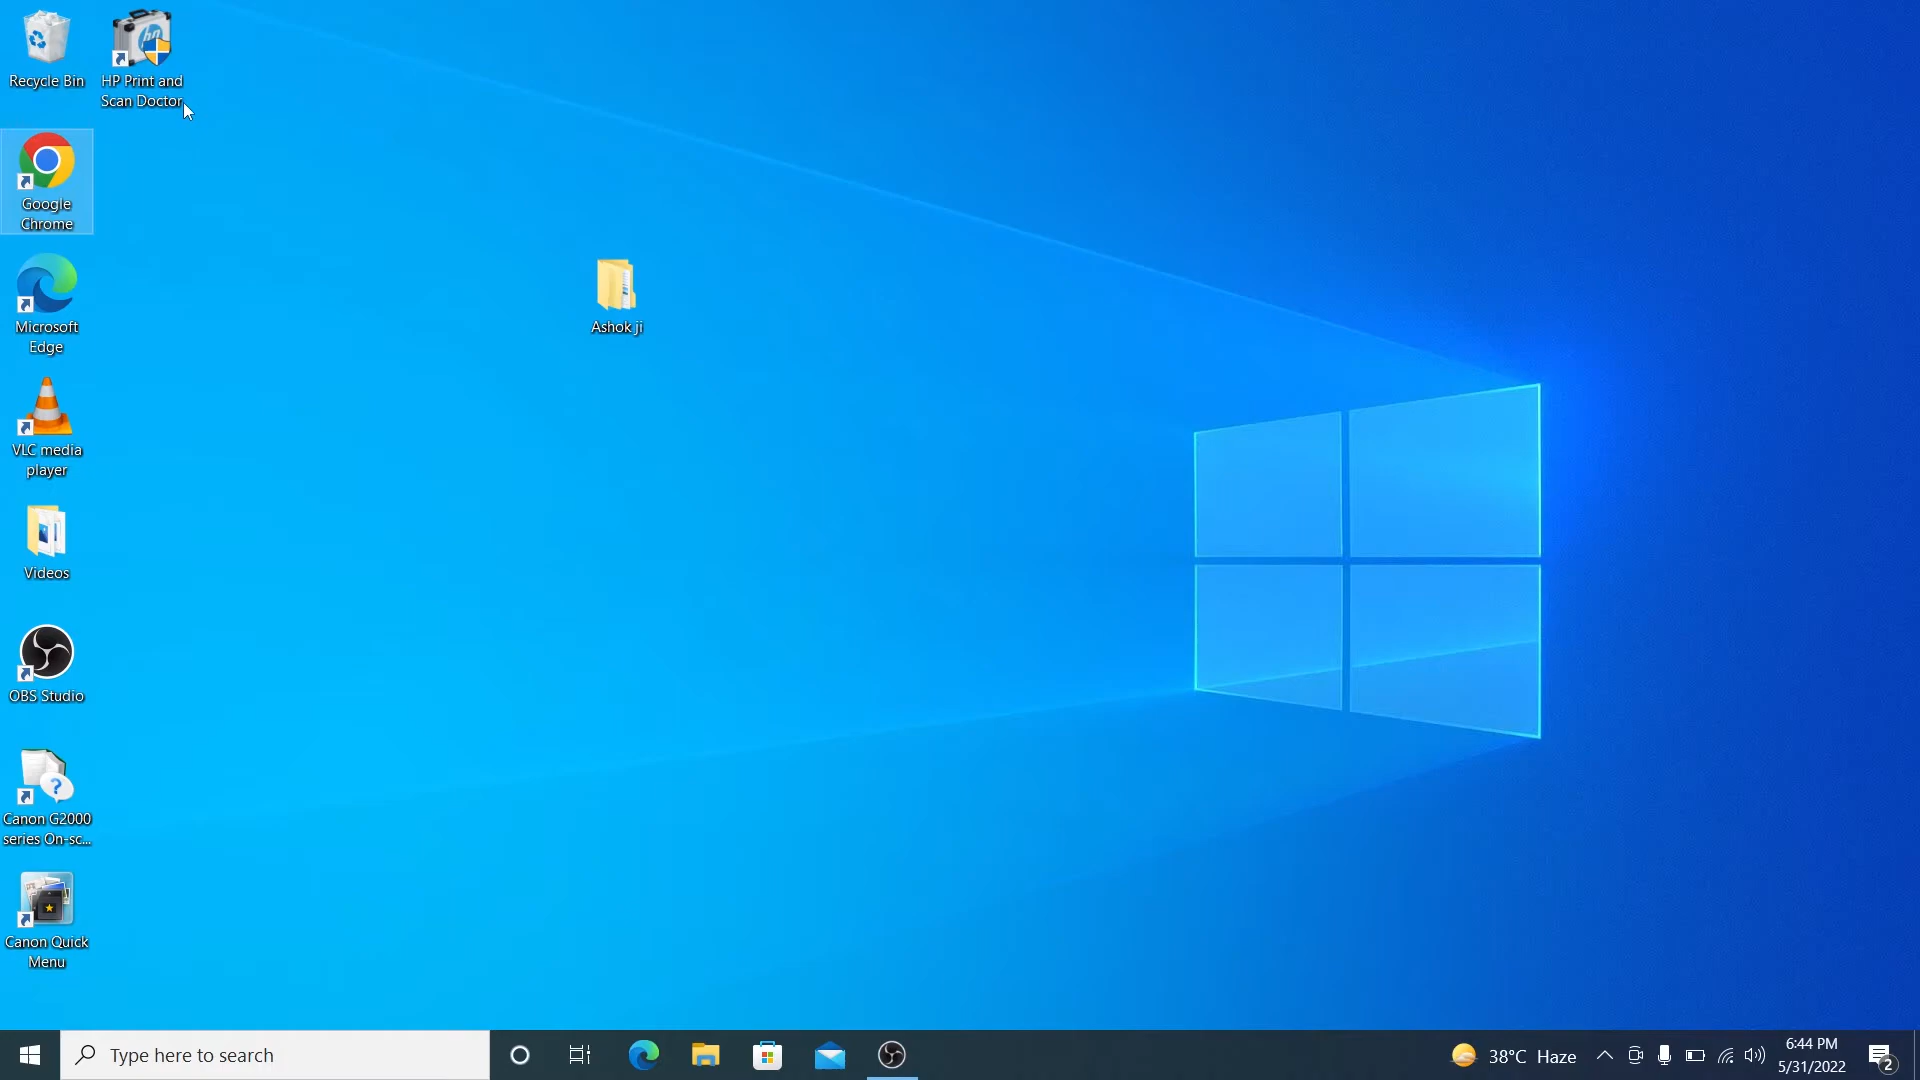 Recycle Bin
HP Print and
Scan Doctor
Google
Chrome
Microsoft
Edge
VLC media
player
Videos
OBS Studio
Canon G2000
series On-sc...
Canon Quick
Menu
Ashok ji
Type here to search
38°C Haze
6:44 PM
5/31/2022
2